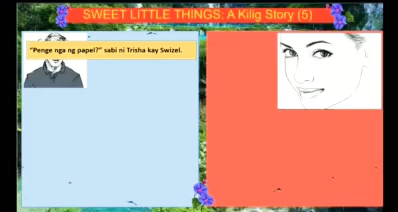 SWEET LITTLE THINGS: A Kilig Story (5)
"Penge nga ng papel?" sabi ni Trisha kay Swizel.